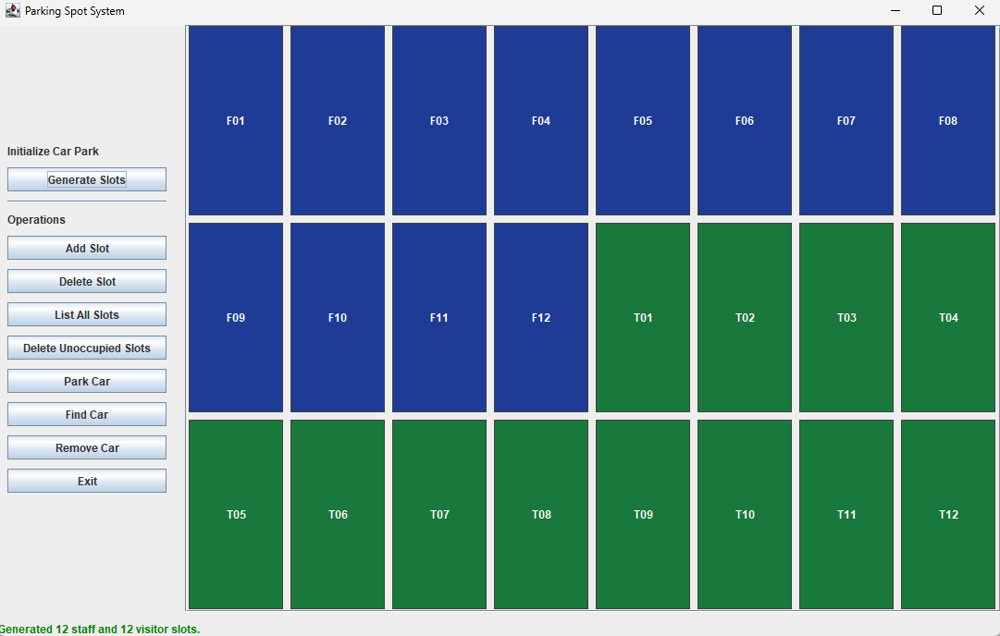 Parking Spot System
Initialize Car Park
Generate Slots
Operations
Add Slot
Delete Slot
List All Slots
Delete Unoccupied Slots
Park Car
Find Car
Remove Car
Exit
F01 F02 F03 F04 F05 F06 F07 F08
F09 F10 F11 F12 T01 T02 T03 T04
T05 T06 T07 T08 T09 T10 T11 T12
Generated 12 staff and 12 visitor slots.